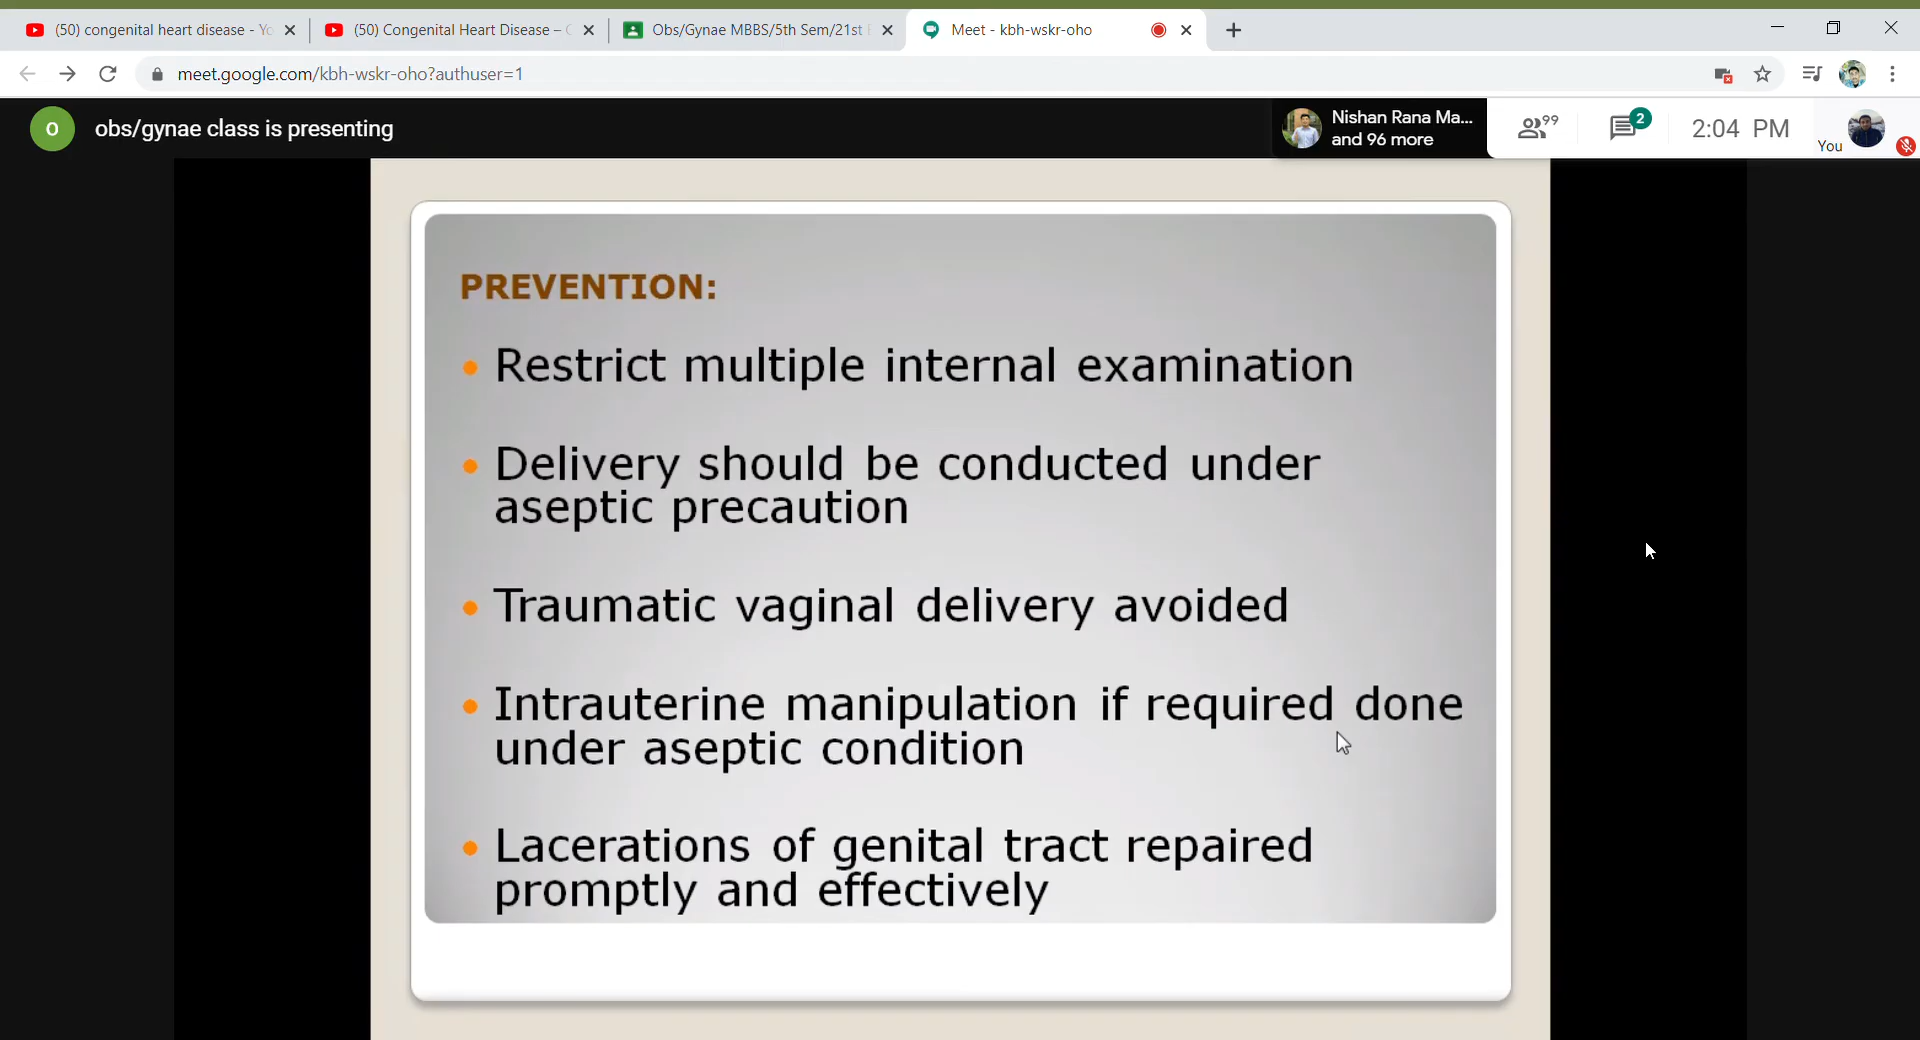 (50) congenital heart disease - Yo
(50) Congenital Heart Disease –
Obs/Gynae MBBS/5th Sem/21st
Meet - kbh-wskr-oho
meet.google.com/kbh-wskr-oho?authuser=1
O
obs/gynae class is presenting
Nishan Rana Ma...
and 96 more
99
2
2:04 PM
You
PREVENTION:
Restrict multiple internal examination
Delivery should be conducted under
aseptic precaution
Traumatic vaginal delivery avoided
Intrauterine manipulation if required done
under aseptic condition
Lacerations of genital tract repaired
promptly and effectively